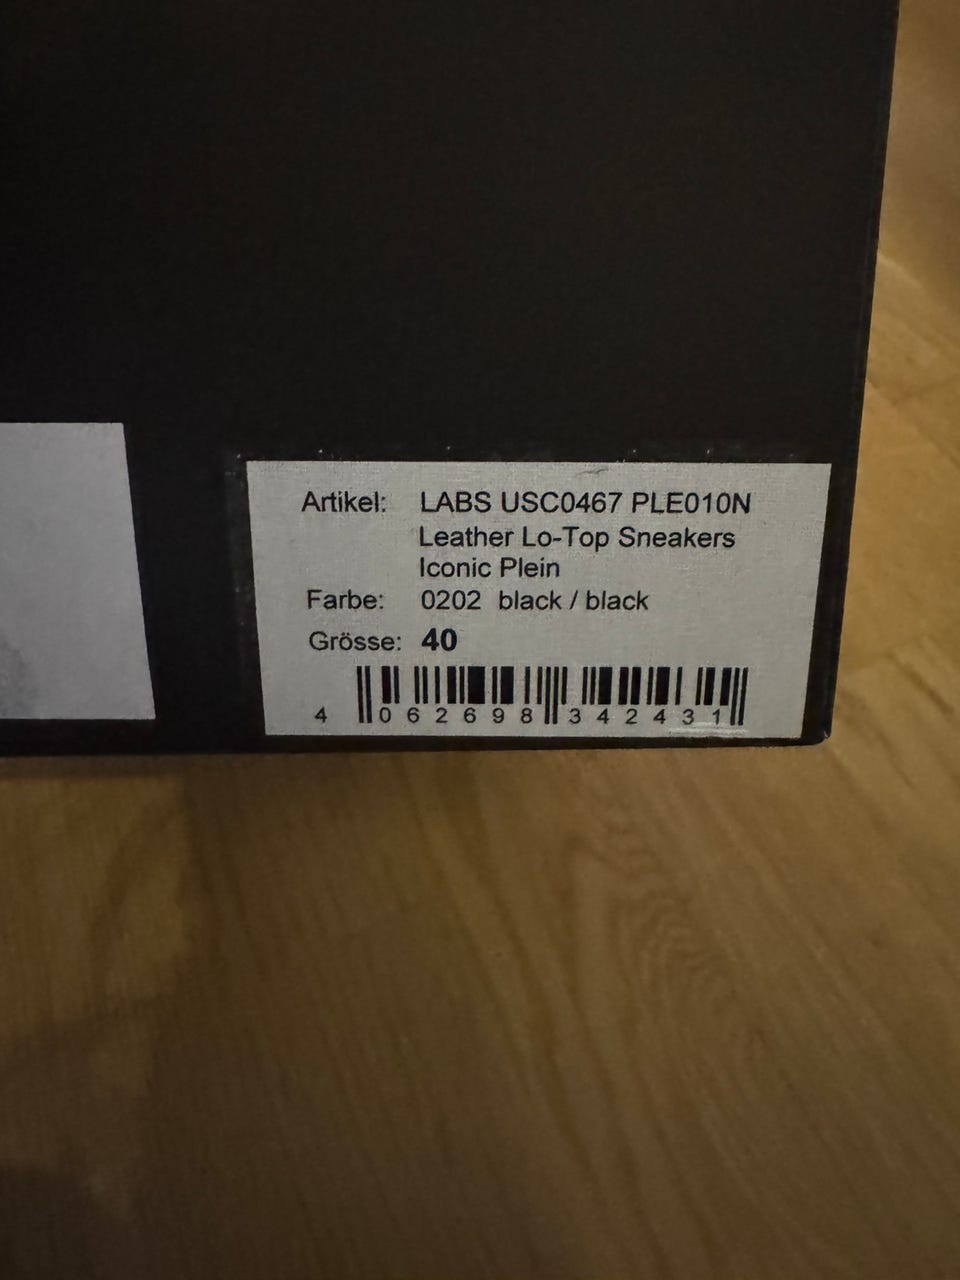 Artikel: LABS USC0467 PLE010N
Leather Lo-Top Sneakers
Iconic Plein
Farbe: 0202 black / black
Grösse: 40
4 062698 342431